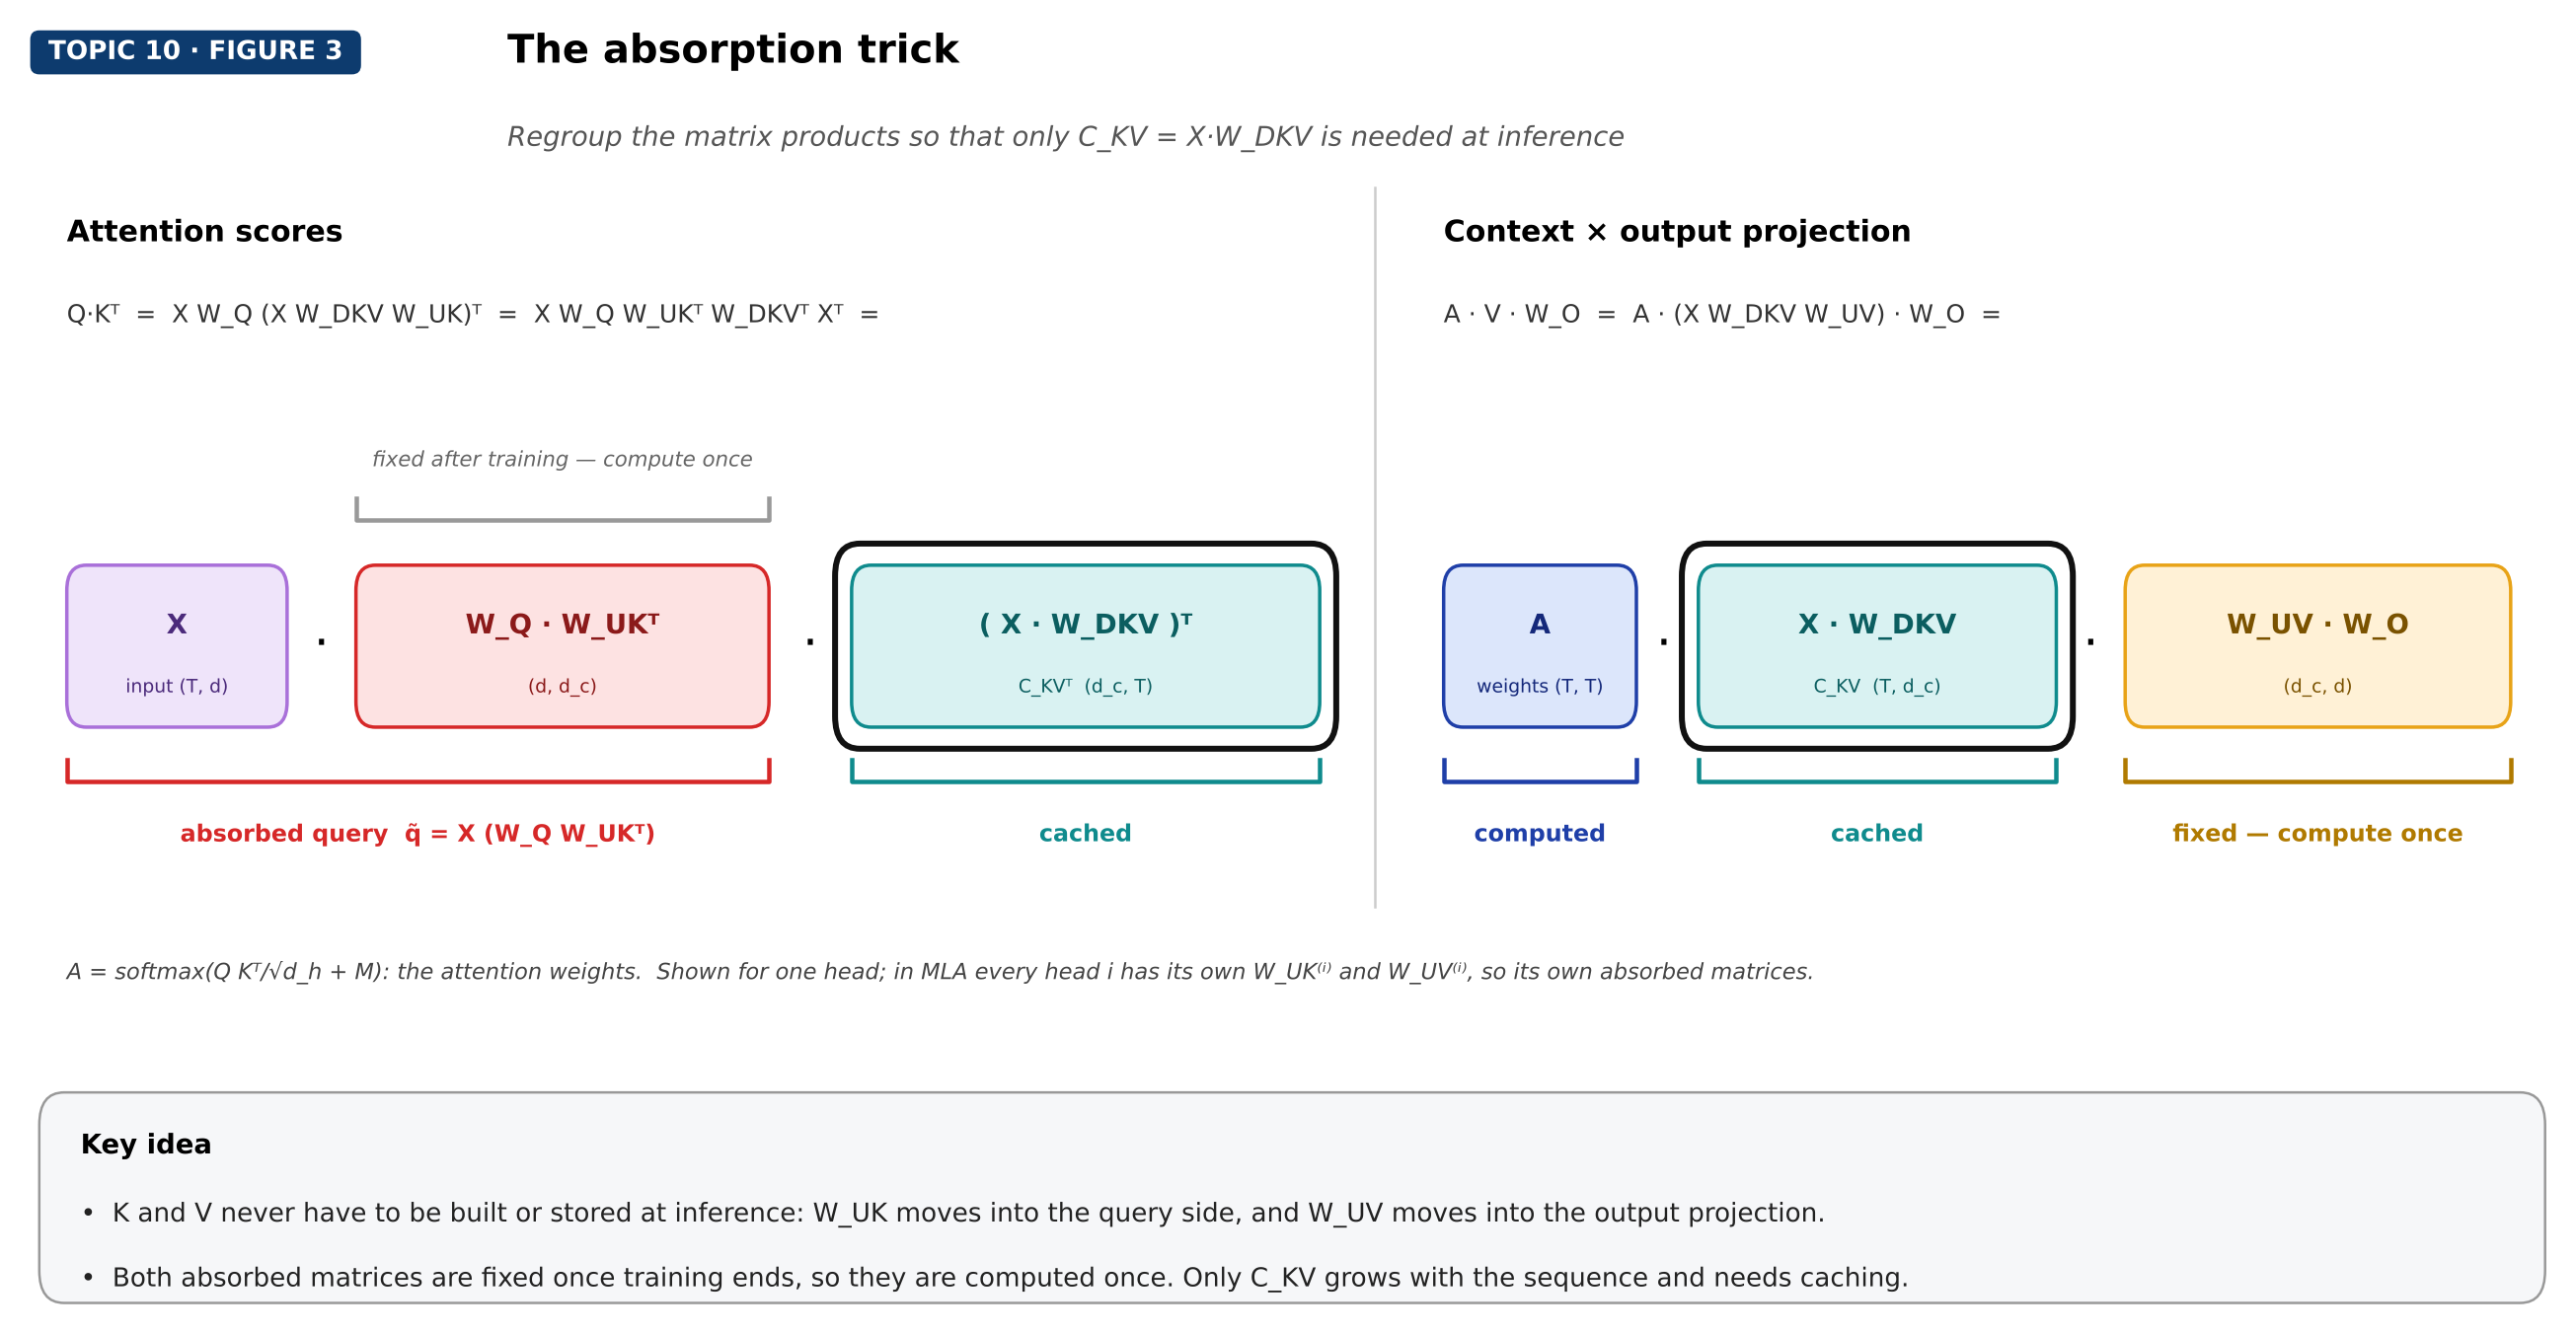 TOPIC 10 · FIGURE 3
The absorption trick
Regroup the matrix products so that only C_KV = X·W_DKV is needed at inference
Attention scores
Q·Kᵀ = X W_Q (X W_DKV W_UK)ᵀ = X W_Q W_UKᵀ W_DKVᵀ Xᵀ =
fixed after training — compute once
X
input (T, d)
·
W_Q · W_UKᵀ
(d, d_c)
·
( X · W_DKV )ᵀ
C_KVᵀ (d_c, T)
absorbed query q̃ = X (W_Q W_UKᵀ)
cached
Context × output projection
A · V · W_O = A · (X W_DKV W_UV) · W_O =
A
weights (T, T)
·
X · W_DKV
C_KV (T, d_c)
·
W_UV · W_O
(d_c, d)
computed
cached
fixed — compute once
A = softmax(Q Kᵀ/√d_h + M): the attention weights. Shown for one head; in MLA every head i has its own W_UK⁽ⁱ⁾ and W_UV⁽ⁱ⁾, so its own absorbed matrices.
Key idea
• K and V never have to be built or stored at inference: W_UK moves into the query side, and W_UV moves into the output projection.
• Both absorbed matrices are fixed once training ends, so they are computed once. Only C_KV grows with the sequence and needs caching.